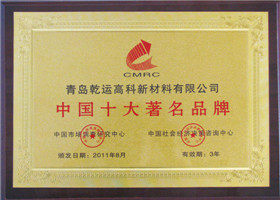 CMRC
青岛乾运高科新材料有限公司
中国十大著名品牌
中国市场调查研究中心 中国社会经济决策咨询中心
颁发日期：2011年8月 有效期：3年